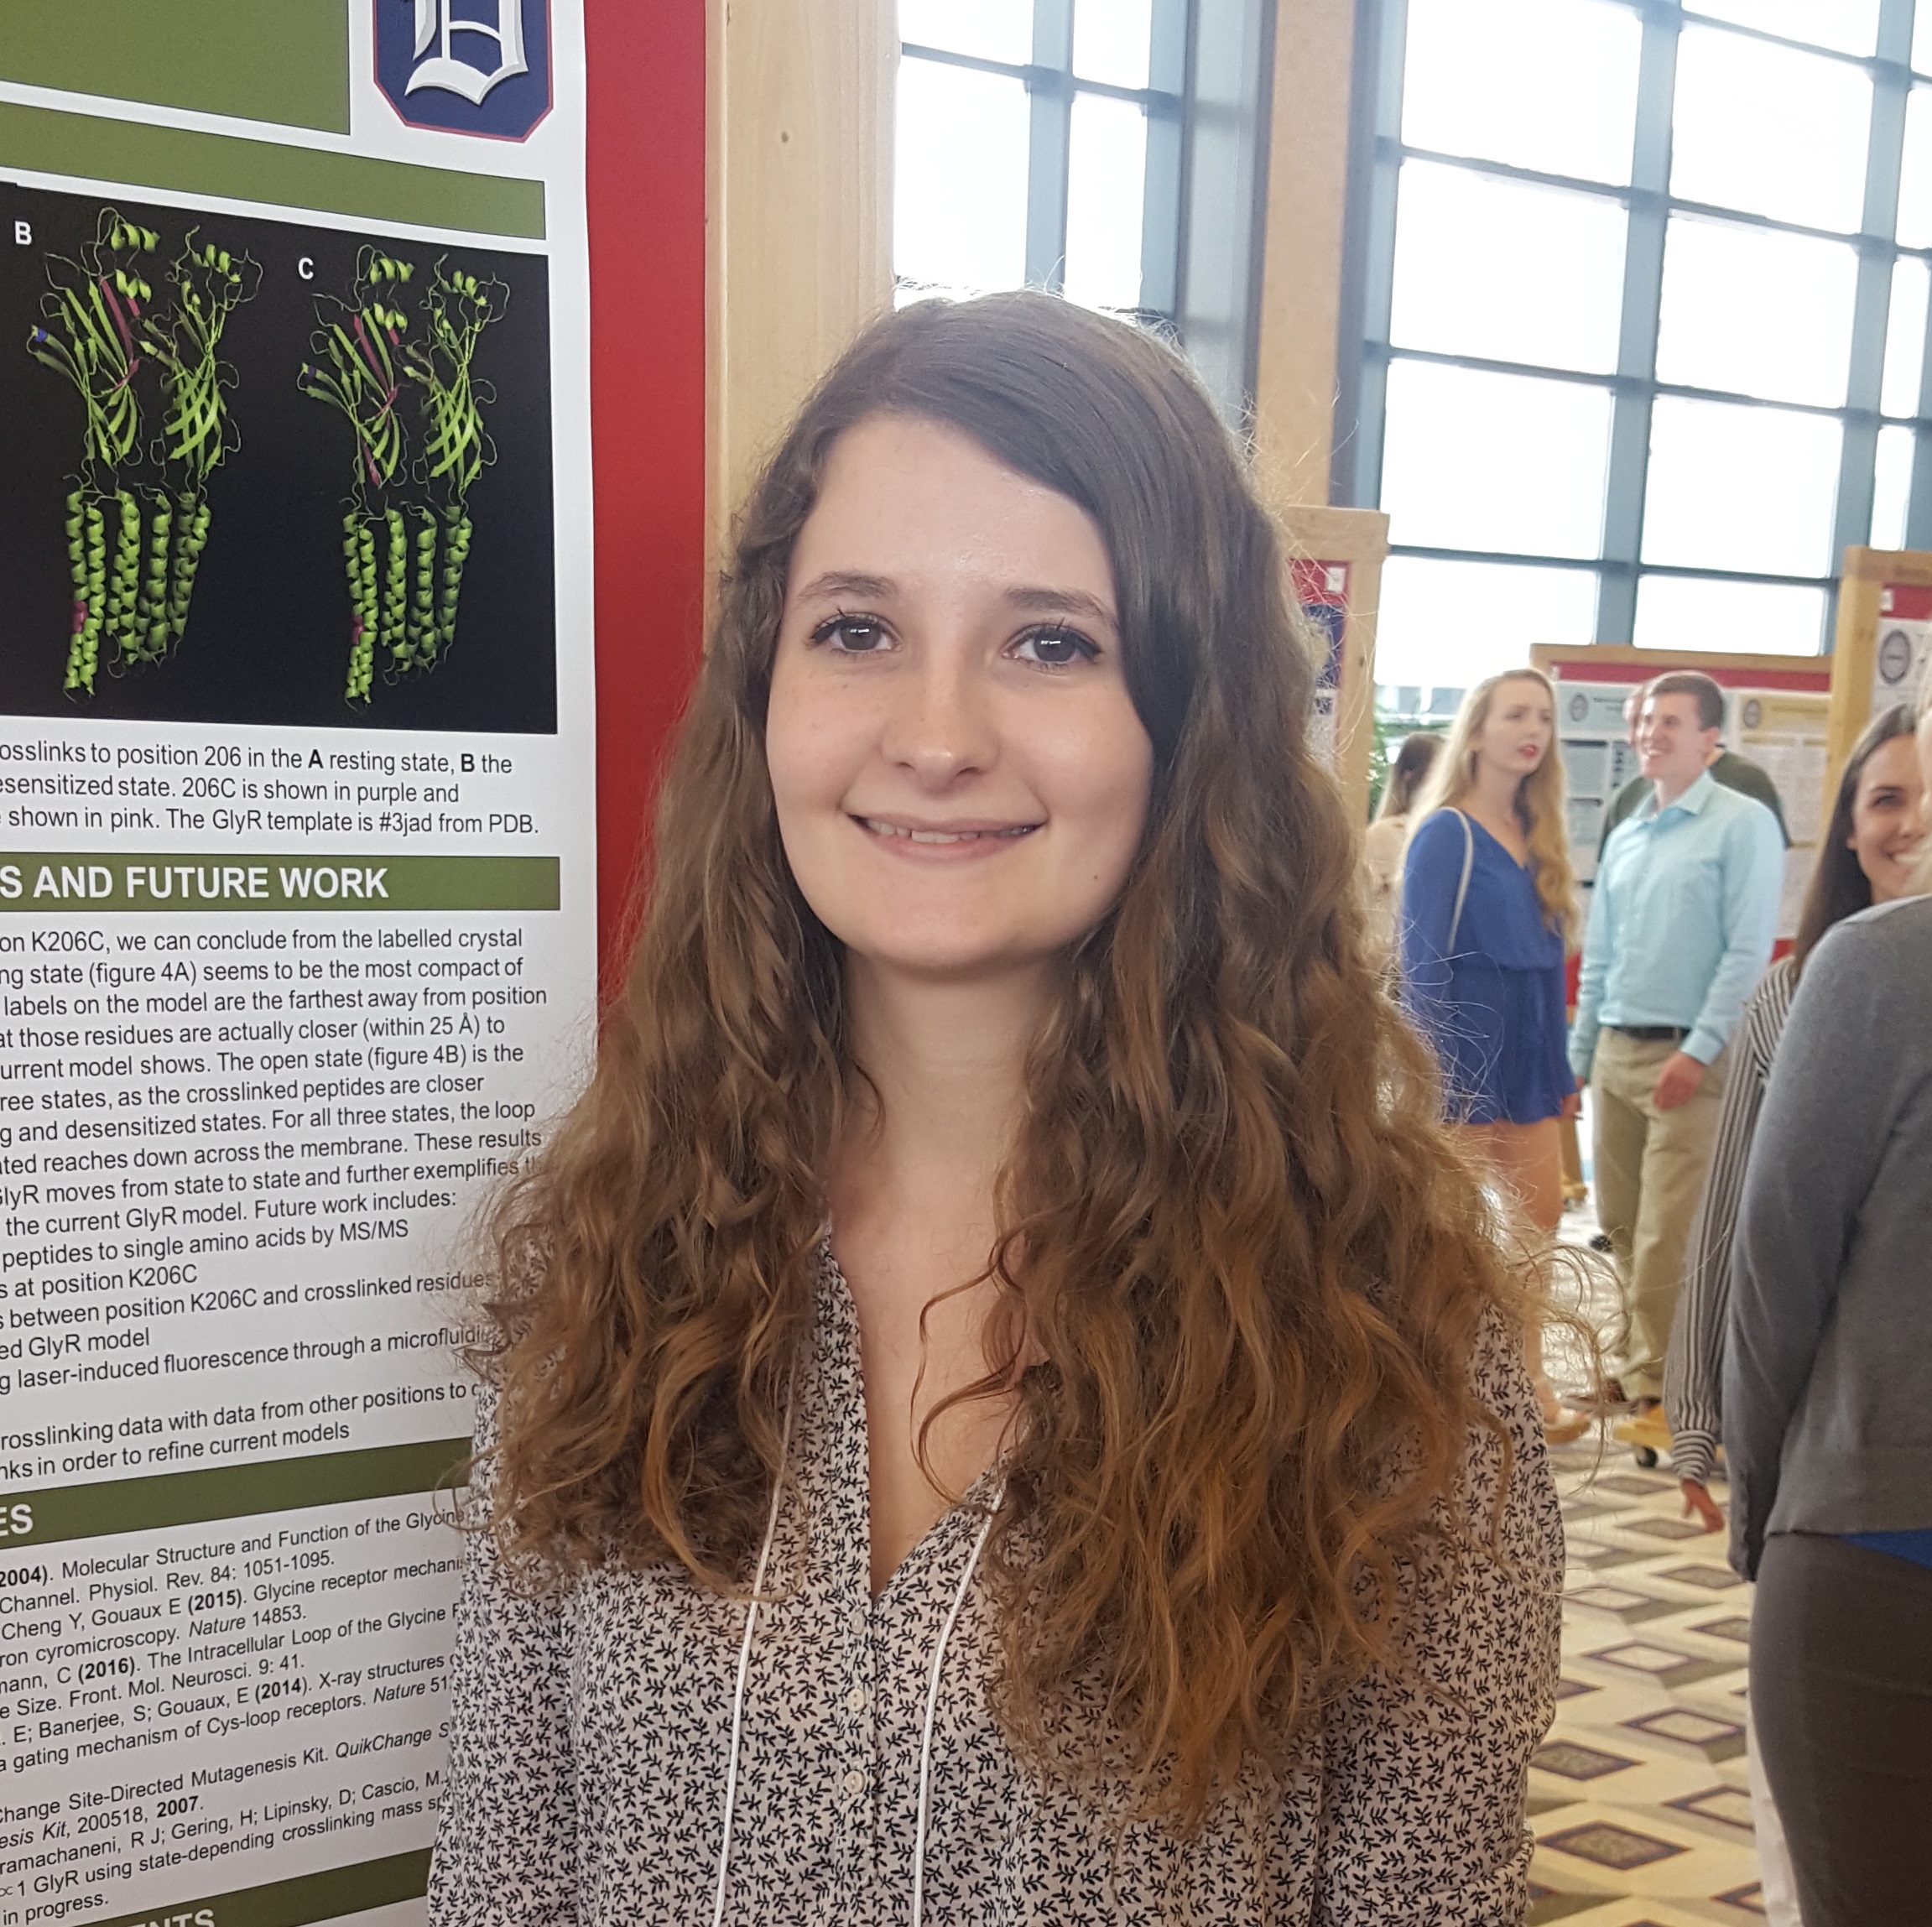 D
B
C
osslinks to position 206 in the A resting state, B the
esensitized state. 206C is shown in purple and
shown in pink. The GlyR template is #3jad from PDB.
S AND FUTURE WORK
on K206C, we can conclude from the labelled crystal
ng state (figure 4A) seems to be the most compact of
labels on the model are the farthest away from position
at those residues are actually closer (within 25 Å) to
urrent model shows. The open state (figure 4B) is the
ree states, as the crosslinked peptides are closer
g and desensitized states. For all three states, the loop
ted reaches down across the membrane. These results
GlyR moves from state to state and further exemplifies
the current GlyR model. Future work includes:
peptides to single amino acids by MS/MS
s at position K206C
s between position K206C and crosslinked residues
ed GlyR model
g laser-induced fluorescence through a microfluidi
rosslinking data with data from other positions to
nks in order to refine current models
ES
2004). Molecular Structure and Function of the Glycine
Channel. Physiol. Rev. 84: 1051-1095.
Cheng Y, Gouaux E (2015). Glycine receptor mechani
ron cyromicroscopy. Nature 14853.
mann, C (2016). The Intracellular Loop of the Glycine
e Size. Front. Mol. Neurosci. 9: 41.
. E; Banerjee, S; Gouaux, E (2014). X-ray structures
a gating mechanism of Cys-loop receptors. Nature 51
Change Site-Directed Mutagenesis Kit. QuikChange S
esis Kit, 200518, 2007.
ramachaneni, R J; Gering, H; Lipinsky, D; Cascio, M.
∝1 GlyR using state-depending crosslinking mass sp
in progress.
ENTS